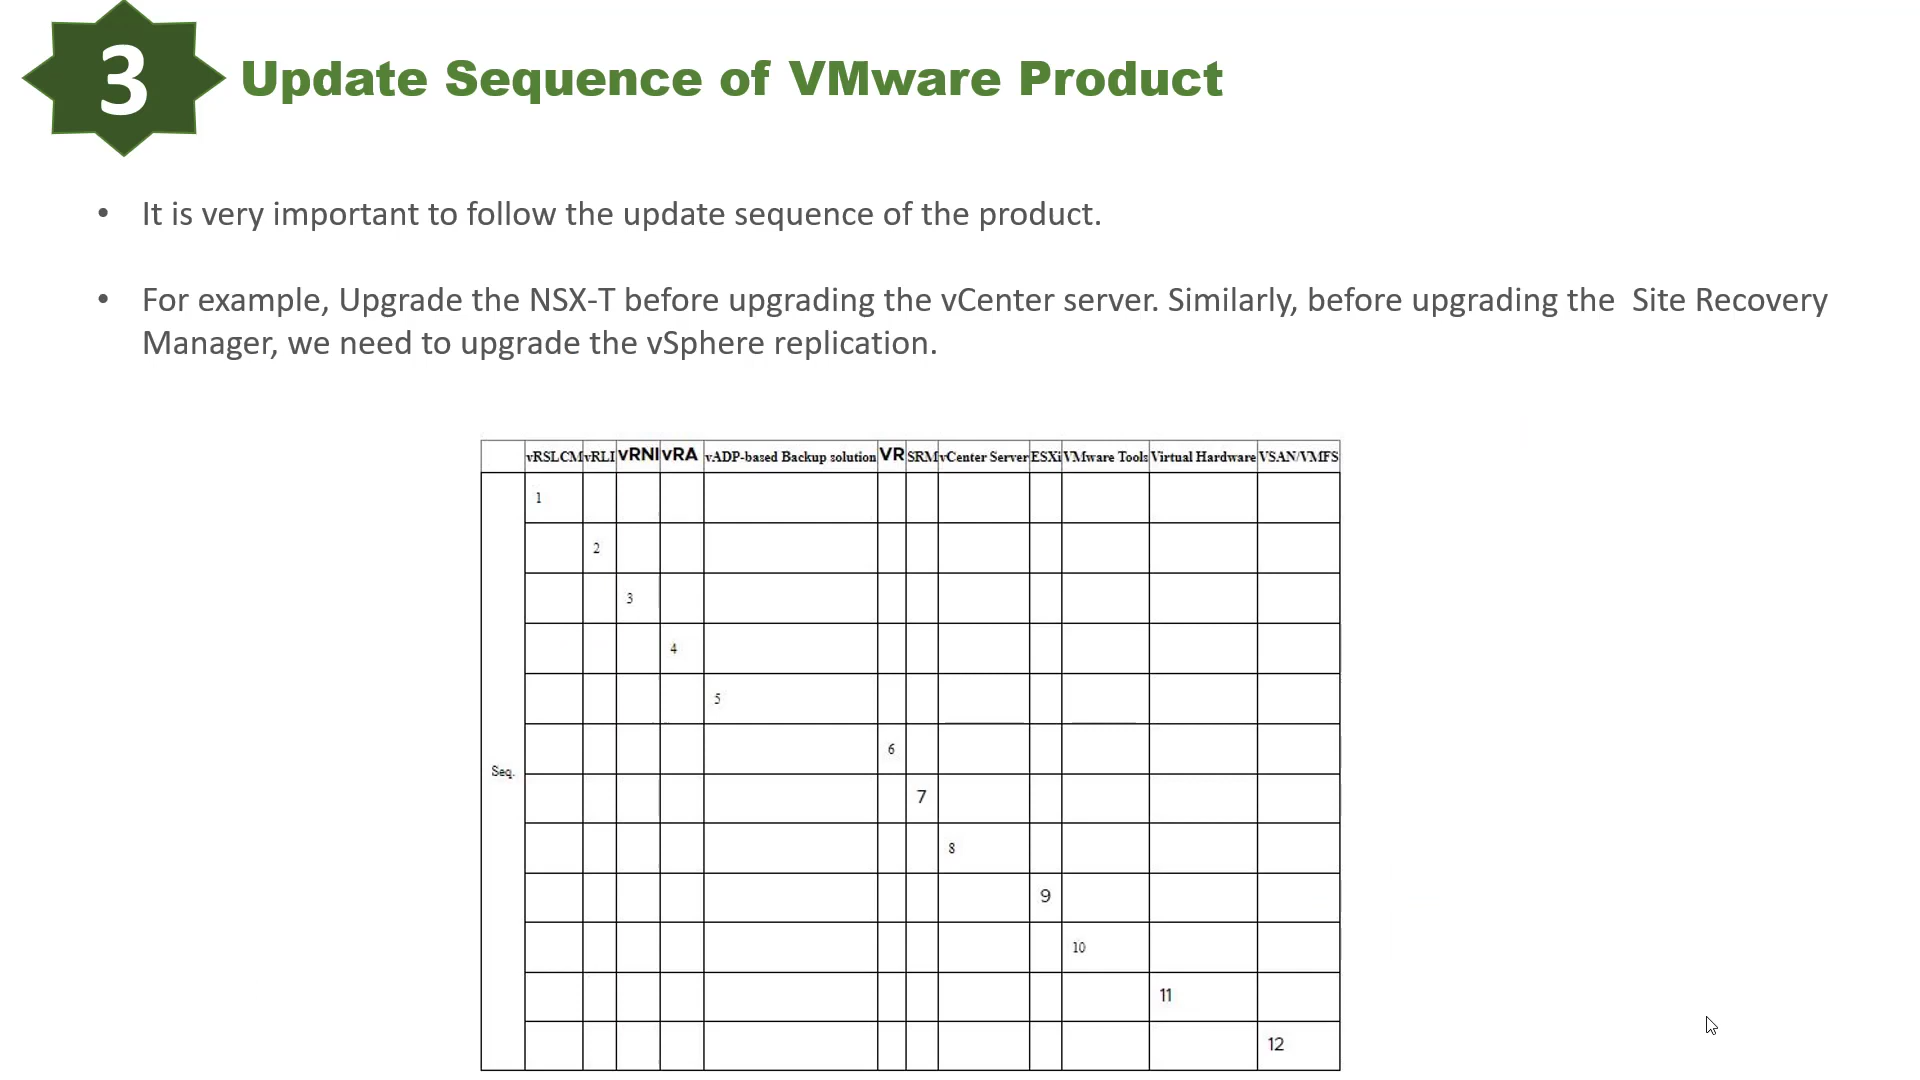 3
Update Sequence of VMware Product
• It is very important to follow the update sequence of the product.
• For example, Upgrade the NSX-T before upgrading the vCenter server. Similarly, before upgrading the  Site Recovery
Manager, we need to upgrade the vSphere replication.
vRSLCM vRLI vRNI vRA vADP-based Backup solution VR SRM vCenter Server ESXi VMware Tools Virtual Hardware VSAN/VMFS
1
2
3
4
5
6
Seq.
7
8
9
10
11
12